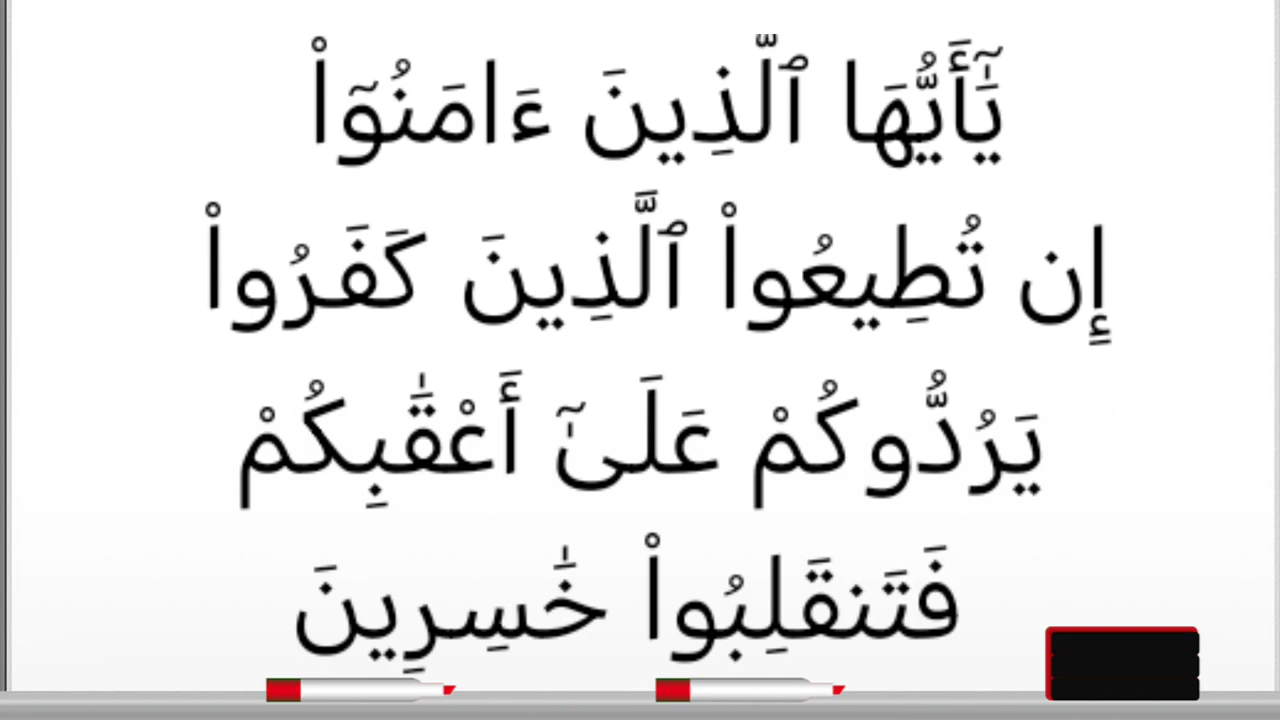 يَٰٓأَيُّهَا ٱلَّذِينَ ءَامَنُوٓا۟
إِن تُطِيعُوا۟ ٱلَّذِينَ كَفَرُوا۟
يَرُدُّوكُمْ عَلَىٰٓ أَعْقَٰبِكُمْ
فَتَنقَلِبُوا۟ خَٰسِرِينَ